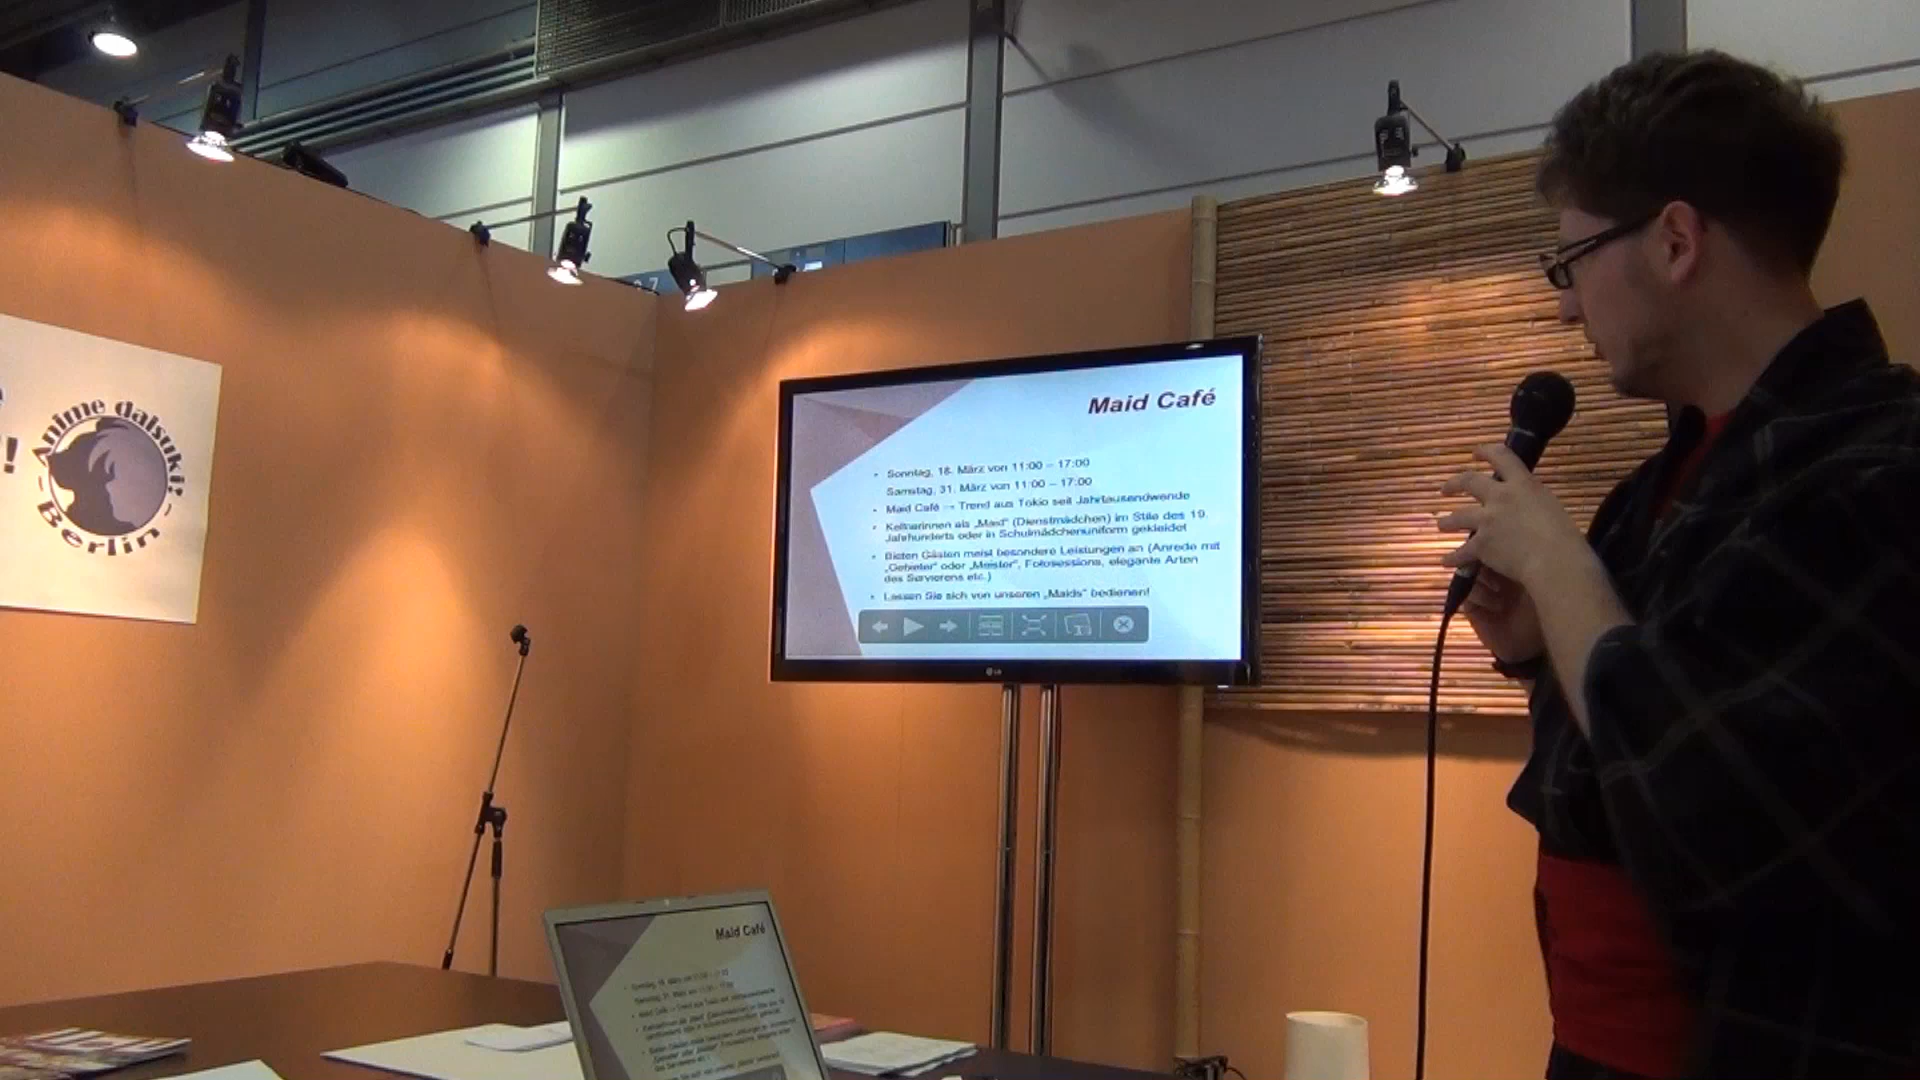 Anime daisuki!
- Berlin -
!
Maid Café
• Sonntag, 18. März von 11:00 – 17:00
Samstag, 31. März von 11:00 – 17:00
• Maid Café → Trend aus Tokio seit Jahrtausendwende
• Kellnerinnen als „Maid“ (Dienstmädchen) im Stile des 19.
Jahrhunderts oder in Schulmädchenuniform gekleidet
• Bieten Gästen meist besondere Leistungen an (Anrede mit
„Gebieter“ oder „Meister“, Fotosessions, elegante Arten
des Servierens etc.)
• Lassen Sie sich von unseren „Maids“ bedienen!
LG
Maid Café